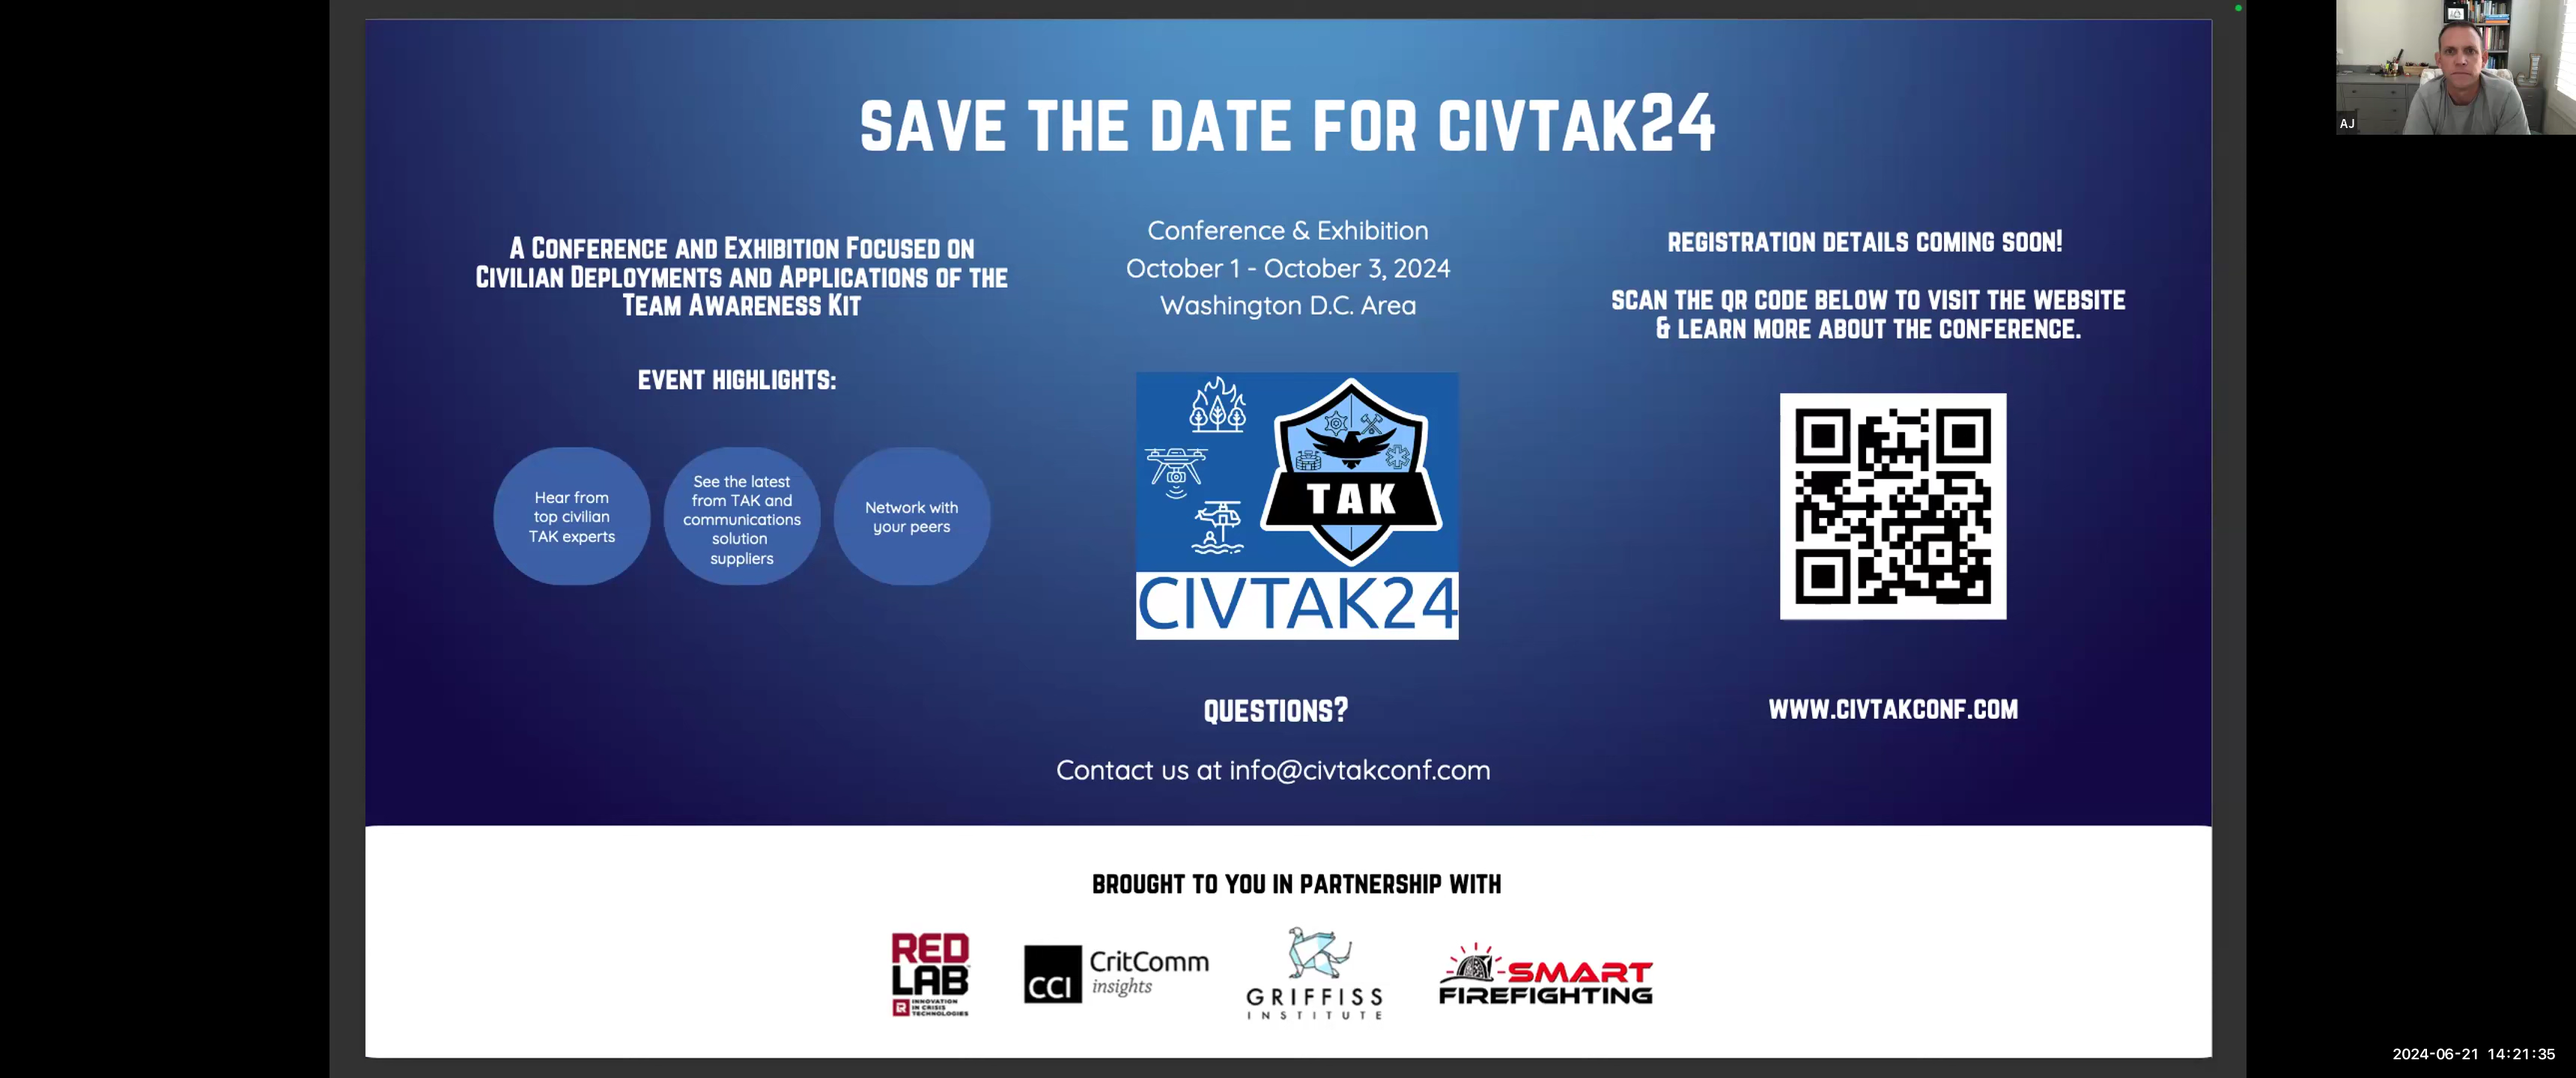 SAVE THE DATE FOR CIVTAK24
A Conference and Exhibition Focused on
Civilian Deployments and Applications of the
Team Awareness Kit
EVENT HIGHLIGHTS:
Hear from
top civilian
TAK experts
See the latest
from TAK and
communications
solution
suppliers
Network with
your peers
Conference & Exhibition
October 1 - October 3, 2024
Washington D.C. Area
TAK
CIVTAK24
QUESTIONS?
Contact us at info@civtakconf.com
REGISTRATION DETAILS COMING SOON!
SCAN THE QR CODE BELOW TO VISIT THE WEBSITE
& LEARN MORE ABOUT THE CONFERENCE.
WWW.CIVTAKCONF.COM
BROUGHT TO YOU IN PARTNERSHIP WITH
RED
LAB
R INNOVATION
IN CRISIS
TECHNOLOGIES
CCI
CritComm
insights
GRIFFISS
INSTITUTE
SMART
FIREFIGHTING
AJ
2024-06-21 14:21:35